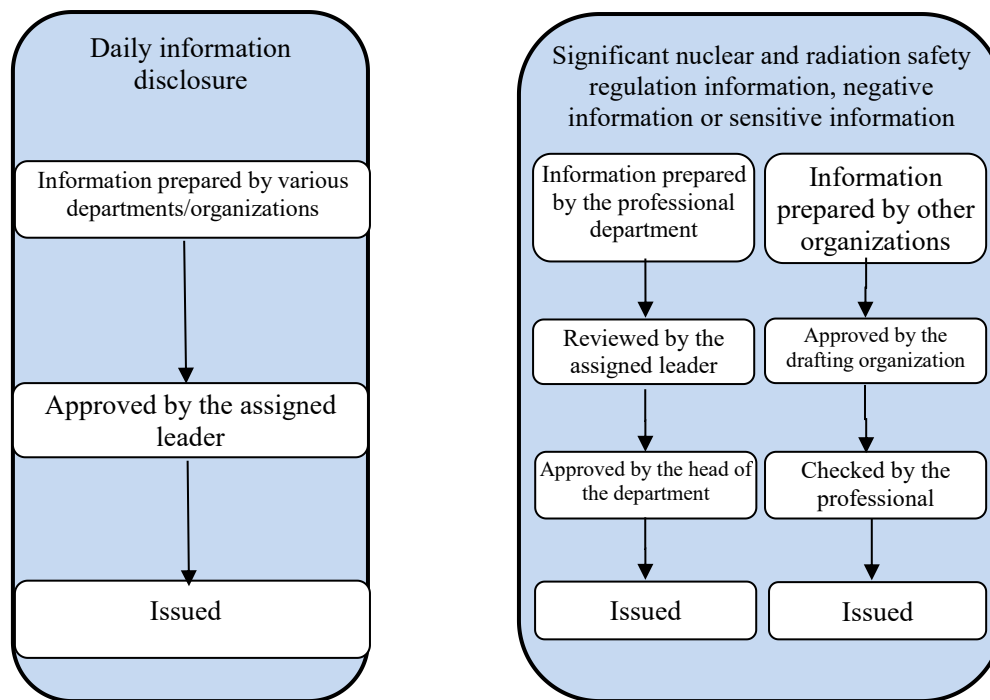 Daily information
disclosure
Information prepared by various
departments/organizations
Approved by the assigned
leader
Issued
Significant nuclear and radiation safety
regulation information, negative
information or sensitive information
Information prepared
by the professional
department
Reviewed by the
assigned leader
Approved by the head of
the department
Issued
Information
prepared by other
organizations
Approved by the
drafting organization
Checked by the
professional
Issued